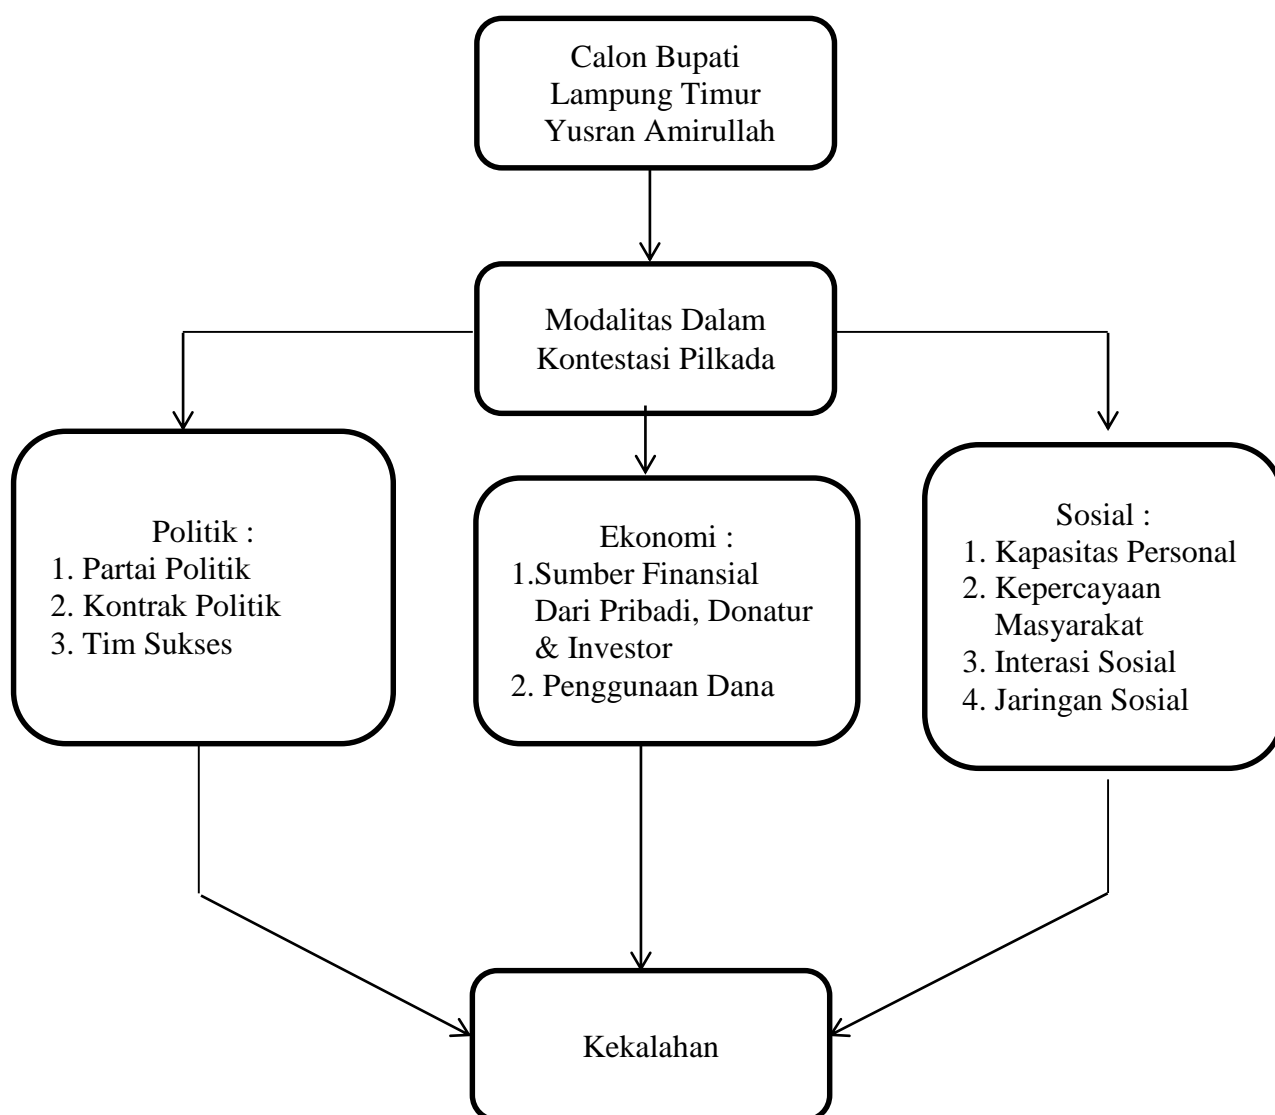 Calon Bupati
Lampung Timur
Yusran Amirullah
Modalitas Dalam
Kontestasi Pilkada
Politik :
1. Partai Politik
2. Kontrak Politik
3. Tim Sukses
Ekonomi :
1.Sumber Finansial
Dari Pribadi, Donatur
& Investor
2. Penggunaan Dana
Sosial :
1. Kapasitas Personal
2. Kepercayaan
Masyarakat
3. Interasi Sosial
4. Jaringan Sosial
Kekalahan